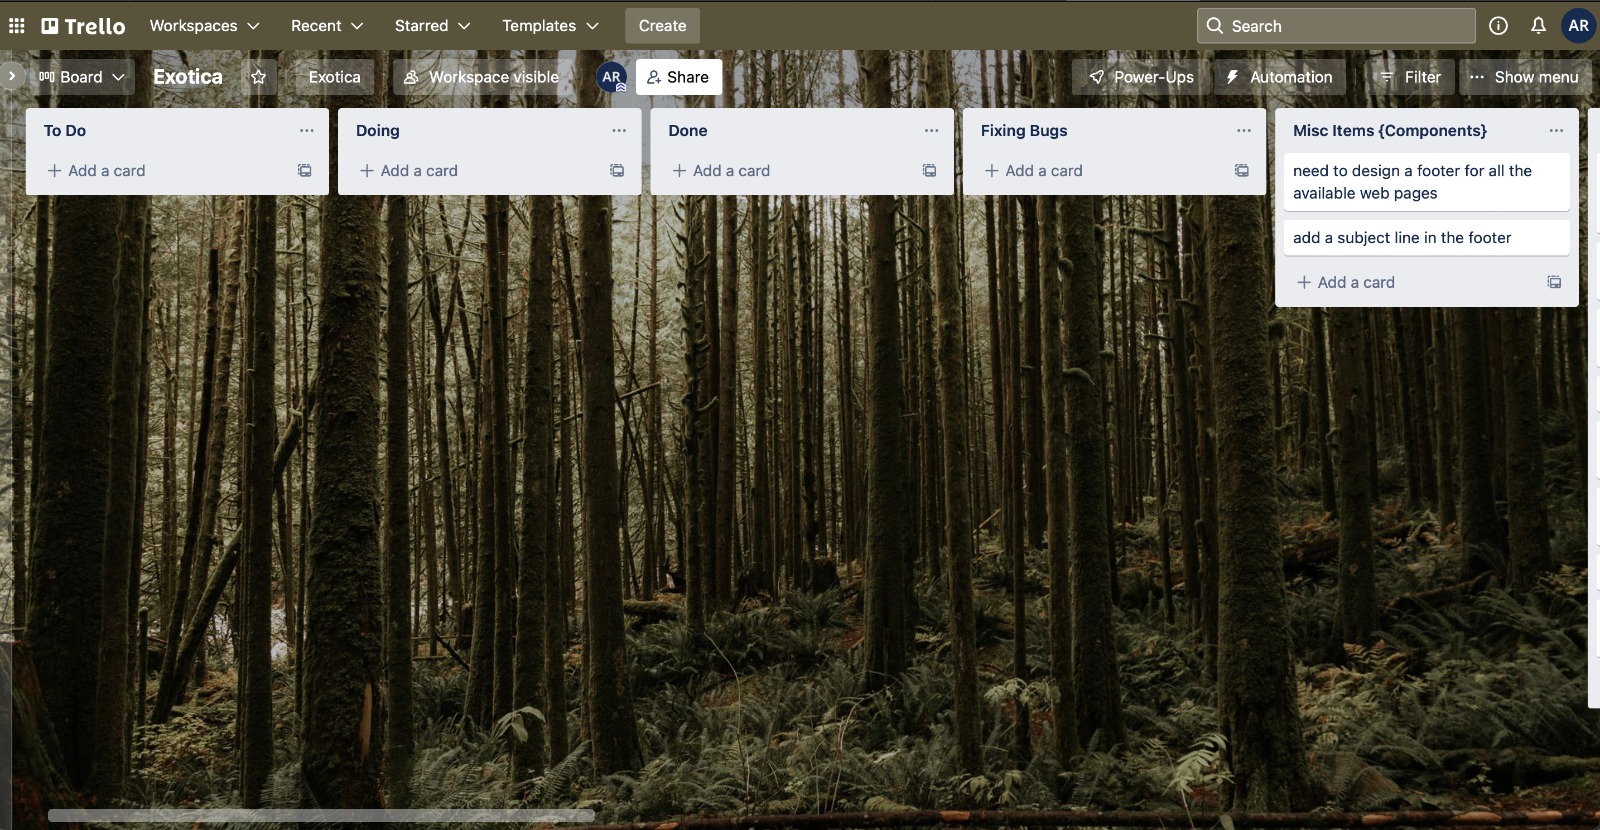 Trello
Workspaces
Recent
Starred
Templates
Create
Search
AR
Board
Exotica
Exotica
Workspace visible
AR
Share
Power-Ups
Automation
Filter
Show menu
To Do
Add a card
Doing
Add a card
Done
Add a card
Fixing Bugs
Add a card
Misc Items {Components}
need to design a footer for all the
available web pages
add a subject line in the footer
Add a card